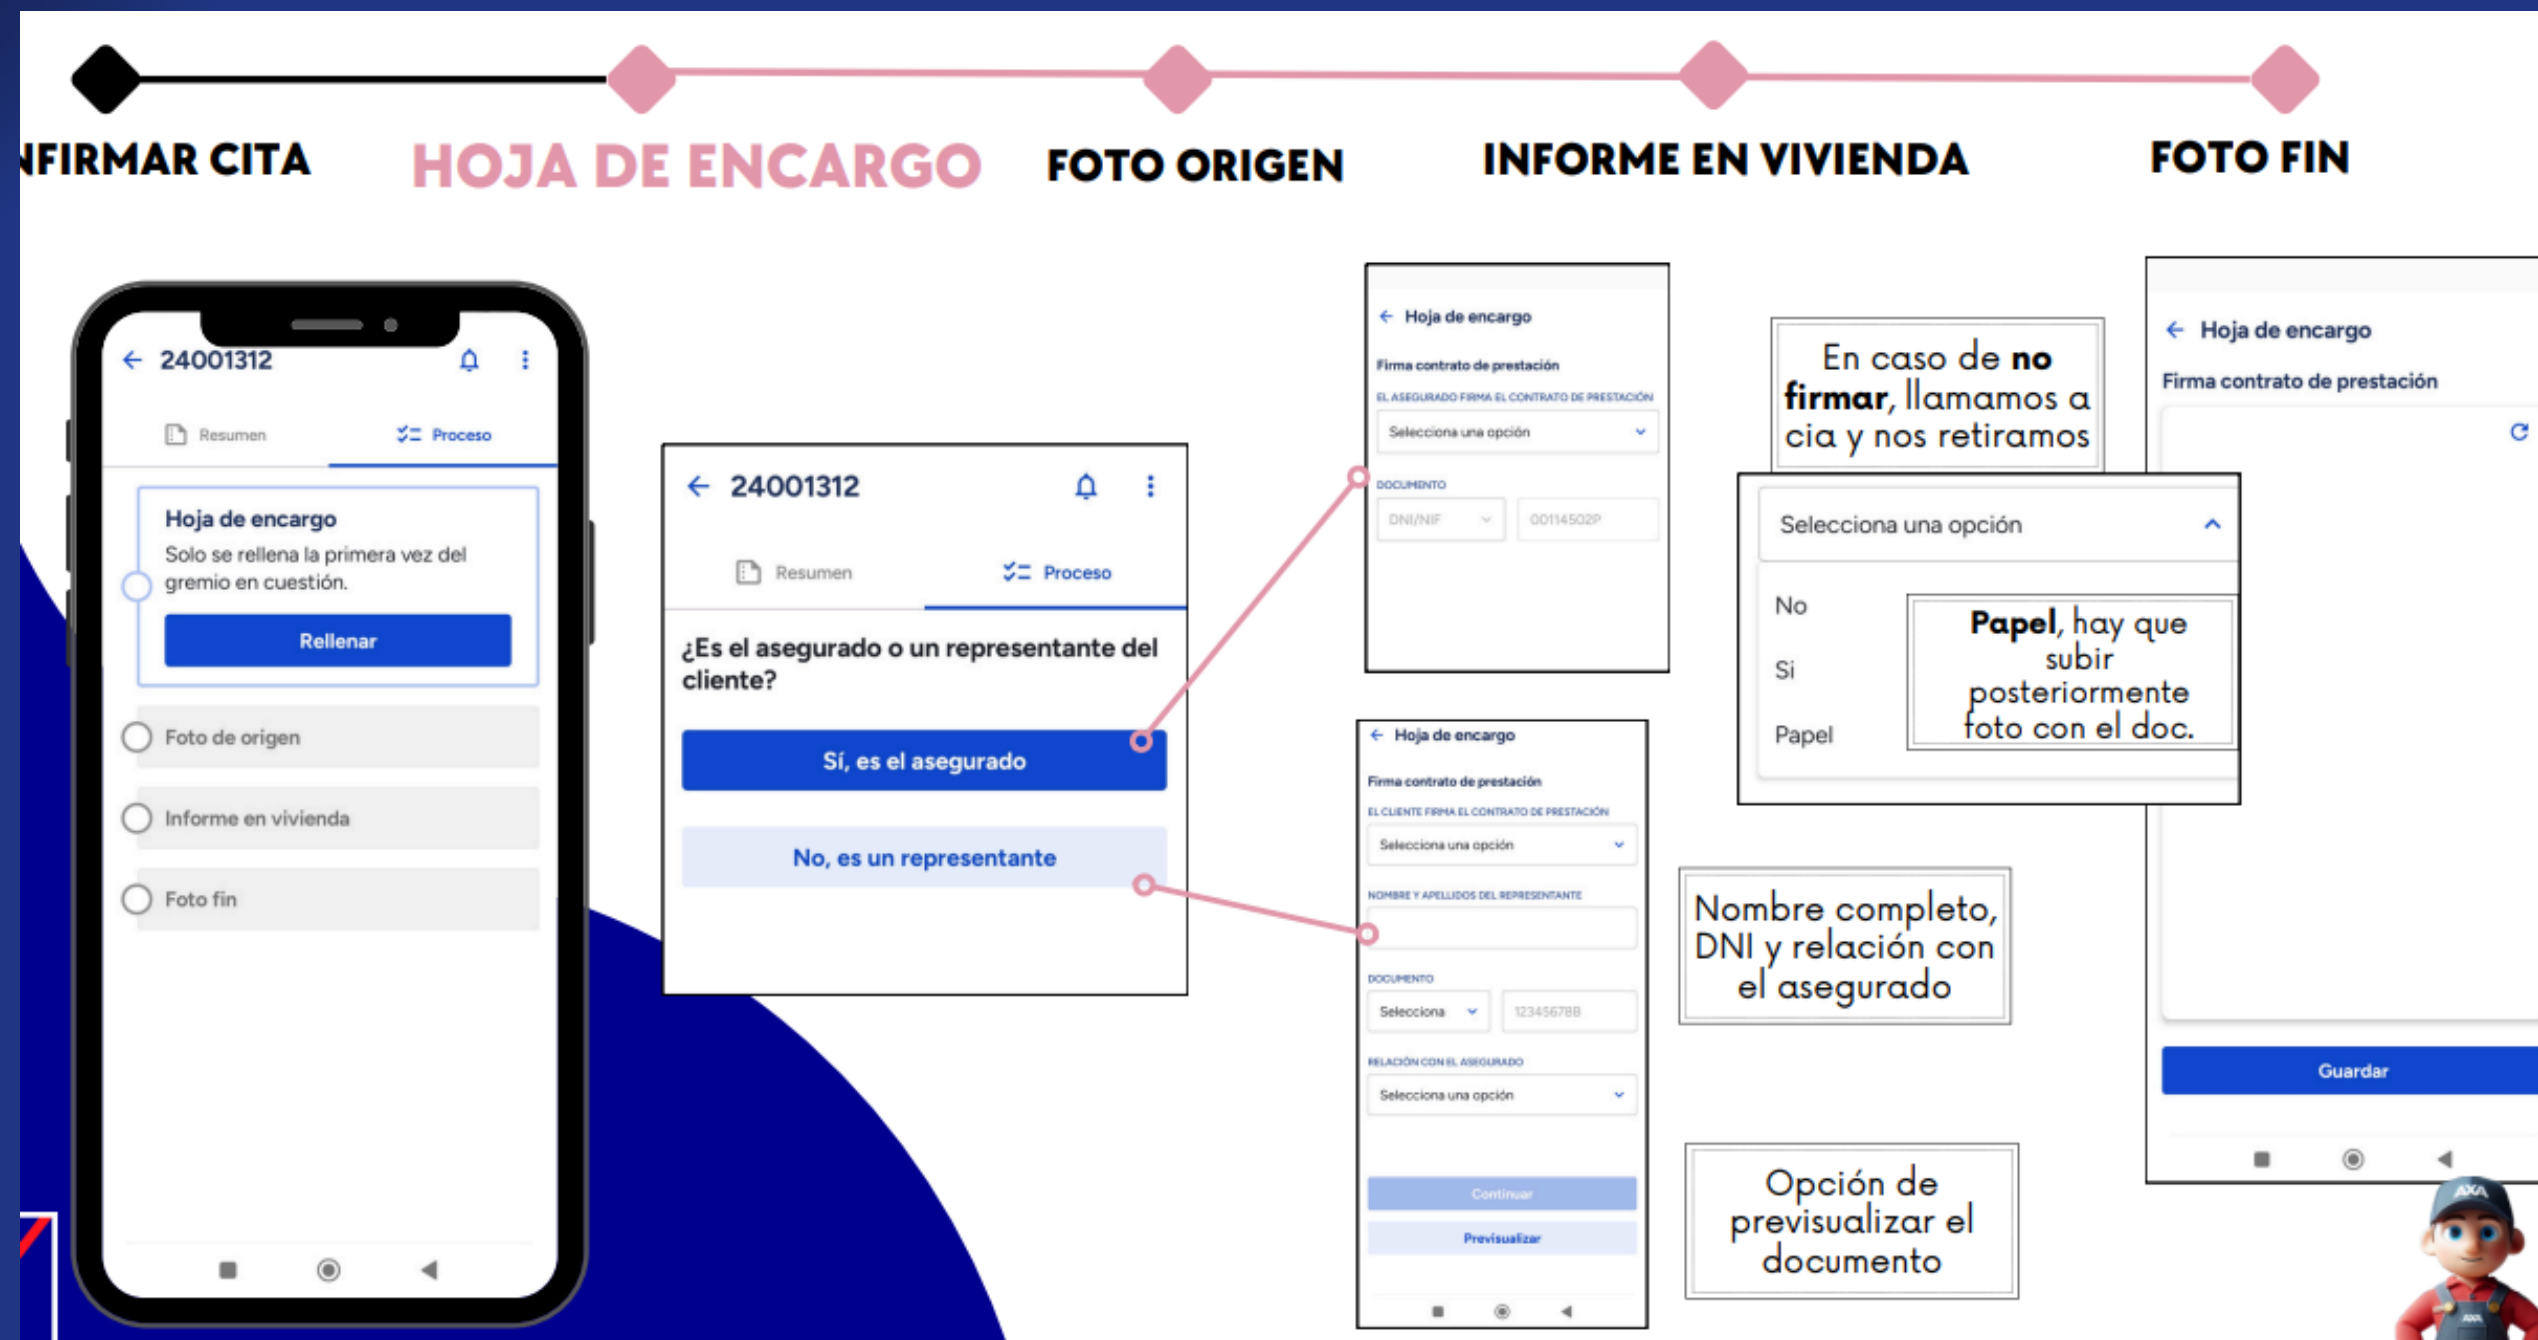 NFIRMAR CITA
HOJA DE ENCARGO
FOTO ORIGEN
INFORME EN VIVIENDA
FOTO FIN
24001312
Resumen
Proceso
Hoja de encargo
Solo se rellena la primera vez del
gremio en cuestión.
Rellenar
Foto de origen
Informe en vivienda
Foto fin
24001312
Resumen
Proceso
¿Es el asegurado o un representante del
cliente?
Sí, es el asegurado
No, es un representante
Hoja de encargo
Firma contrato de prestación
EL ASEGURADO FIRMA EL CONTRATO DE PRESTACIÓN
Selecciona una opción
DOCUMENTO
DNI/NIF
00114502P
Hoja de encargo
Firma contrato de prestación
EL CLIENTE FIRMA EL CONTRATO DE PRESTACIÓN
Selecciona una opción
NOMBRE Y APELLIDOS DEL REPRESENTANTE
DOCUMENTO
Selecciona
12345678B
RELACIÓN CON EL ASEGURADO
Selecciona una opción
Continuar
Previsualizar
En caso de no
firmar, llamamos a
cia y nos retiramos
Selecciona una opción
No
Si
Papel
Papel, hay que
subir
posteriormente
foto con el doc.
Nombre completo,
DNI y relación con
el asegurado
Opción de
previsualizar el
documento
Hoja de encargo
Firma contrato de prestación
Guardar
AXA
AXA